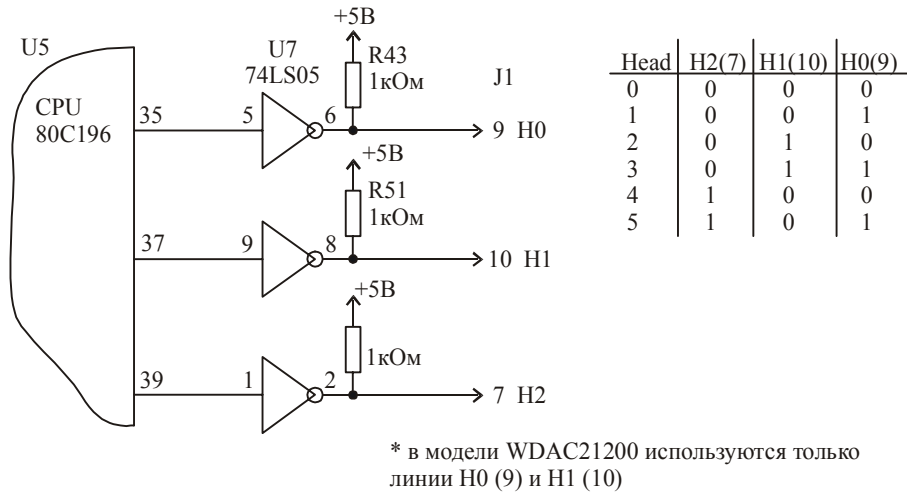 U5
CPU
80C196
35
37
39
U7
74LS05
5 6
9 8
1 2
+5В
R43
1кОм
+5В
R51
1кОм
+5В
1кОм
J1
9 H0
10 H1
7 H2
Head H2(7) H1(10) H0(9)
0 0 0 0
1 0 0 1
2 0 1 0
3 0 1 1
4 1 0 0
5 1 0 1
* в модели WDAC21200 используются только
линии H0 (9) и H1 (10)